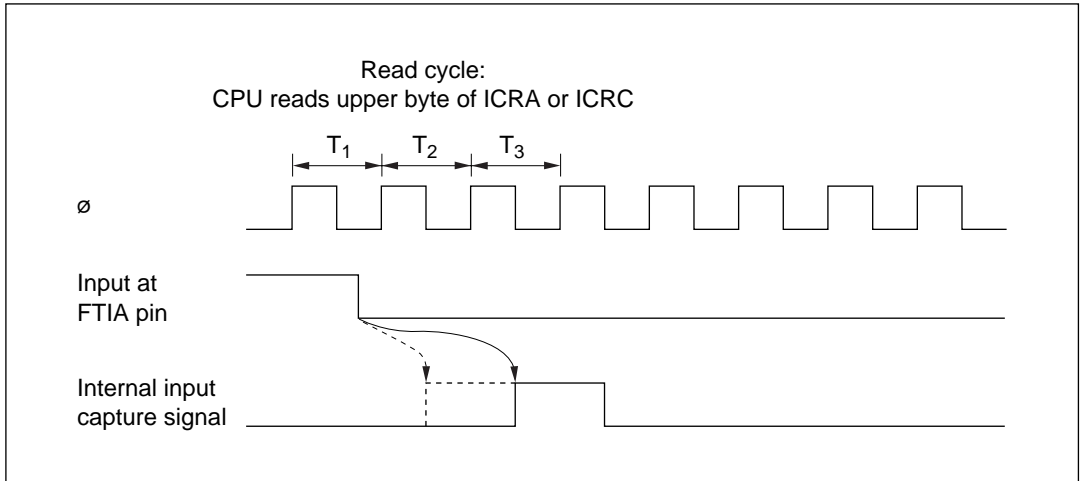 Read cycle:
CPU reads upper byte of ICRA or ICRC
T1 T2 T3
ø
Input at
FTIA pin
Internal input
capture signal